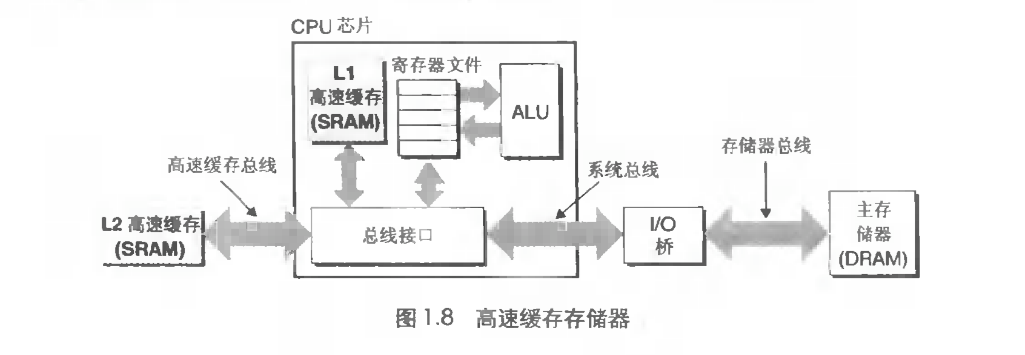 CPU 芯片
L1
高速缓存
(SRAM)
寄存器文件
ALU
高速缓存总线
系统总线
存储器总线
L2 高速缓存
(SRAM)
总线接口
I/O
桥
主存
储器
(DRAM)
图 1.8 高速缓存存储器